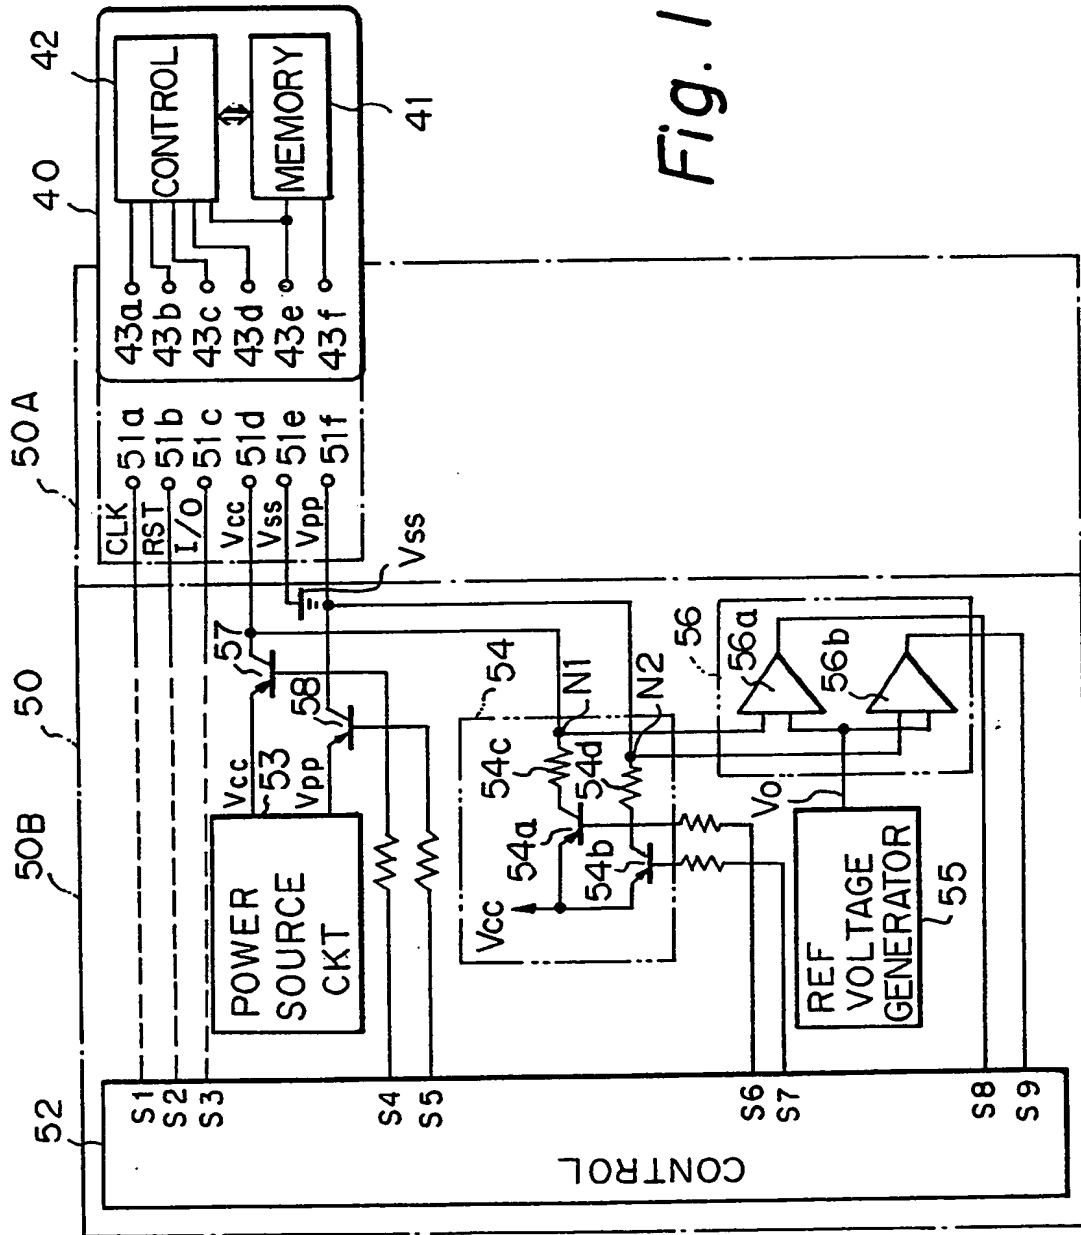 Fig. 1
50A
40
42
50
50B
52
CONTROL
MEMORY
41
43a
43b
43c
43d
43e
43f
CLK
51a
RST
51b
I/O
51c
Vcc
51d
Vss
51e
Vpp
51f
Vss
57
58
Vcc
53
Vpp
POWER
SOURCE
CKT
54
54c
54d
N1
N2
54a
54b
Vcc
56
56a
56b
Vo
REF
VOLTAGE
GENERATOR
55
S1
S2
S3
S4
S5
S6
S7
S8
S9
CONTROL